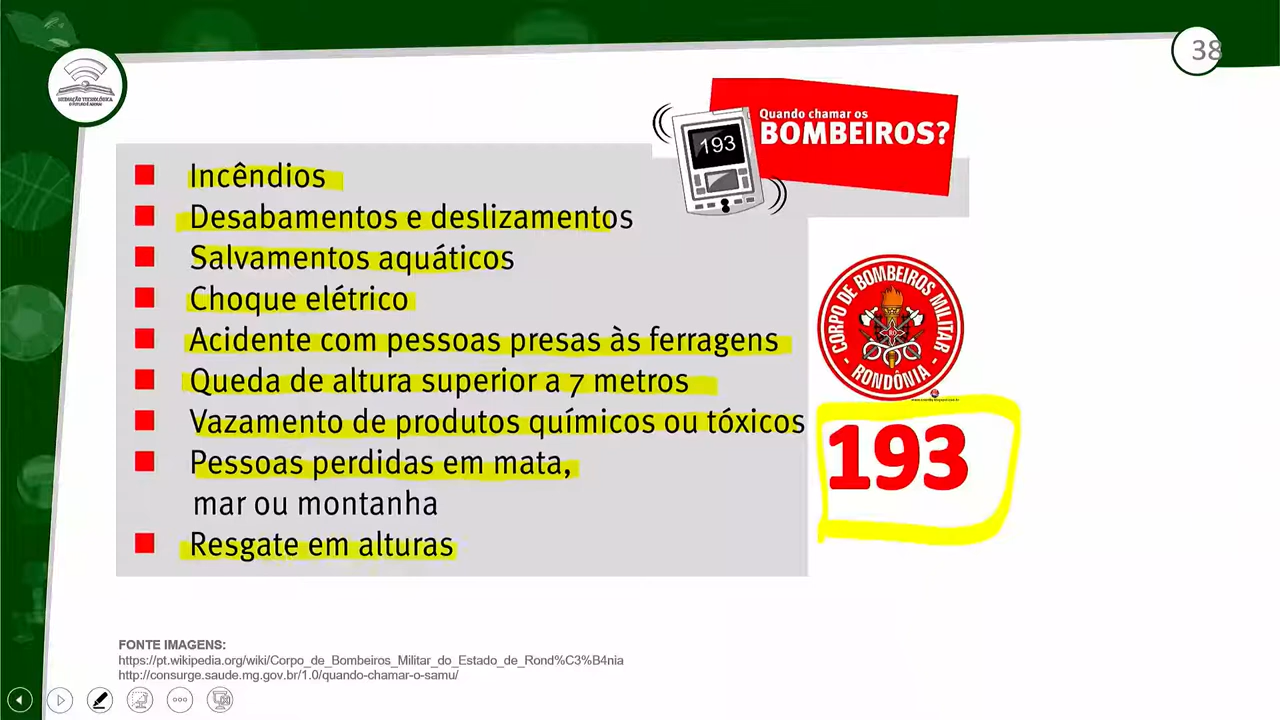 38
MEDIAÇÃO TECNOLÓGICA
193
Quando chamar os
BOMBEIROS?
Incêndios
Desabamentos e deslizamentos
Salvamentos aquáticos
Choque elétrico
Acidente com pessoas presas às ferragens
Queda de altura superior a 7 metros
Vazamento de produtos químicos ou tóxicos
Pessoas perdidas em mata,
mar ou montanha
Resgate em alturas
CORPO DE BOMBEIROS MILITAR
RO
- RONDÔNIA -
193
FONTE IMAGENS:
https://pt.wikipedia.org/wiki/Corpo_de_Bombeiros_Militar_do_Estado_de_Rond%C3%B4nia
http://consurge.saude.mg.gov.br/1.0/quando-chamar-o-samu/